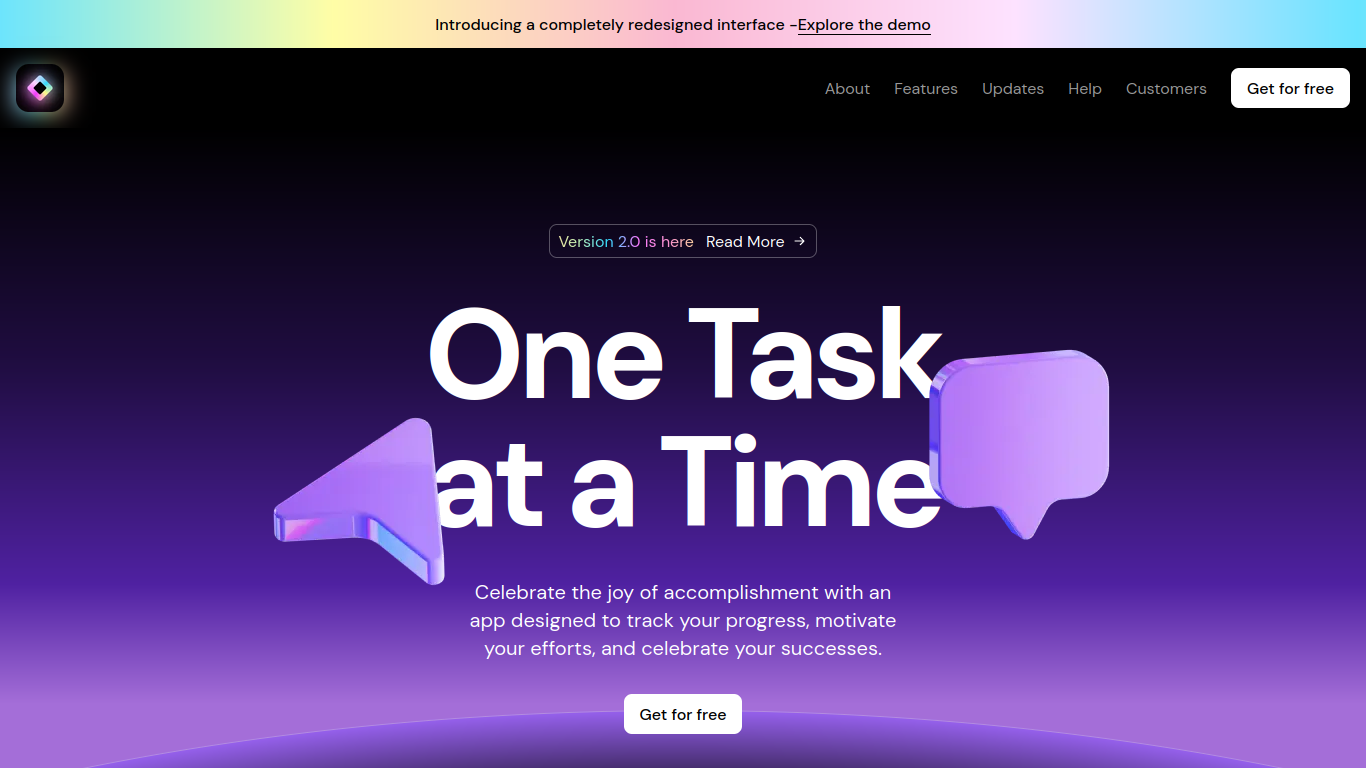 Introducing a completely redesigned interface –Explore the demo
About Features Updates Help Customers Get for free
Version 2.0 is here Read More →
One Task
at a Time
Celebrate the joy of accomplishment with an
app designed to track your progress, motivate
your efforts, and celebrate your successes.
Get for free